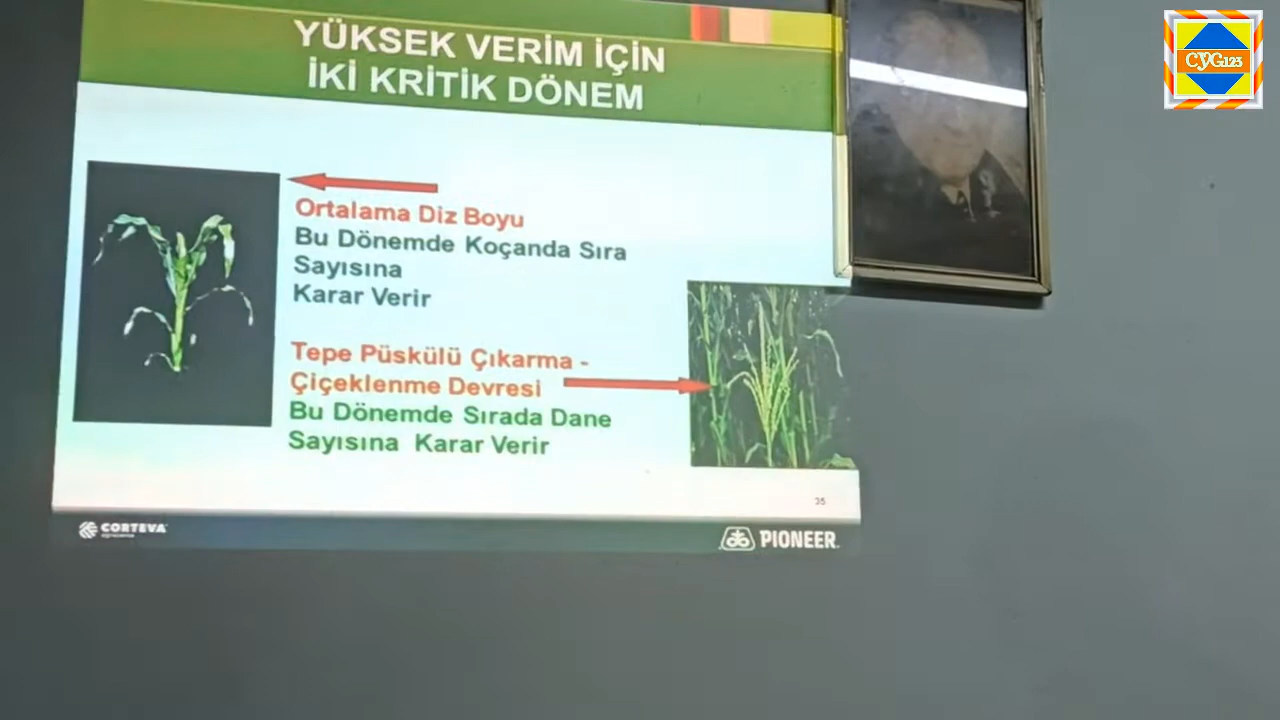 YÜKSEK VERİM İÇİN
İKİ KRİTİK DÖNEM
Ortalama Diz Boyu
Bu Dönemde Koçanda Sıra
Sayısına
Karar Verir
Tepe Püskülü Çıkarma -
Çiçeklenme Devresi
Bu Dönemde Sırada Dane
Sayısına Karar Verir
35
CORTEVA
agriscience
PIONEER
CYG123